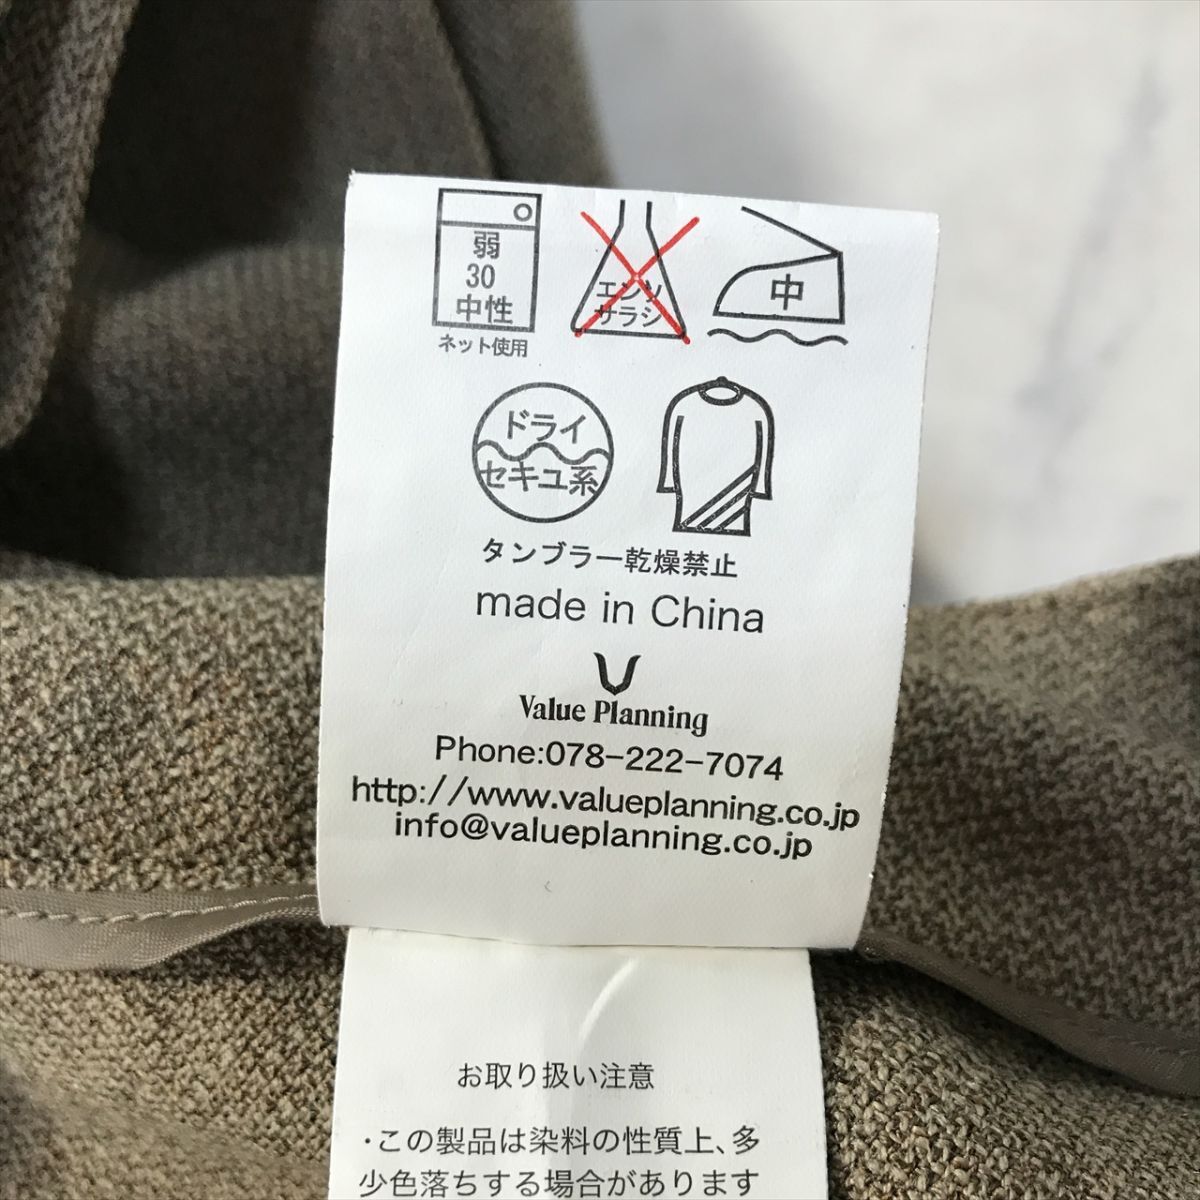 弱
30
中性
ネット使用
エンソ
サラシ
中
ドライ
セキユ系
タンブラー乾燥禁止
made in China
Value Planning
Phone:078-222-7074
http://www.valueplanning.co.jp
info@valueplanning.co.jp
お取り扱い注意
・この製品は染料の性質上、多
少色落ちする場合があります